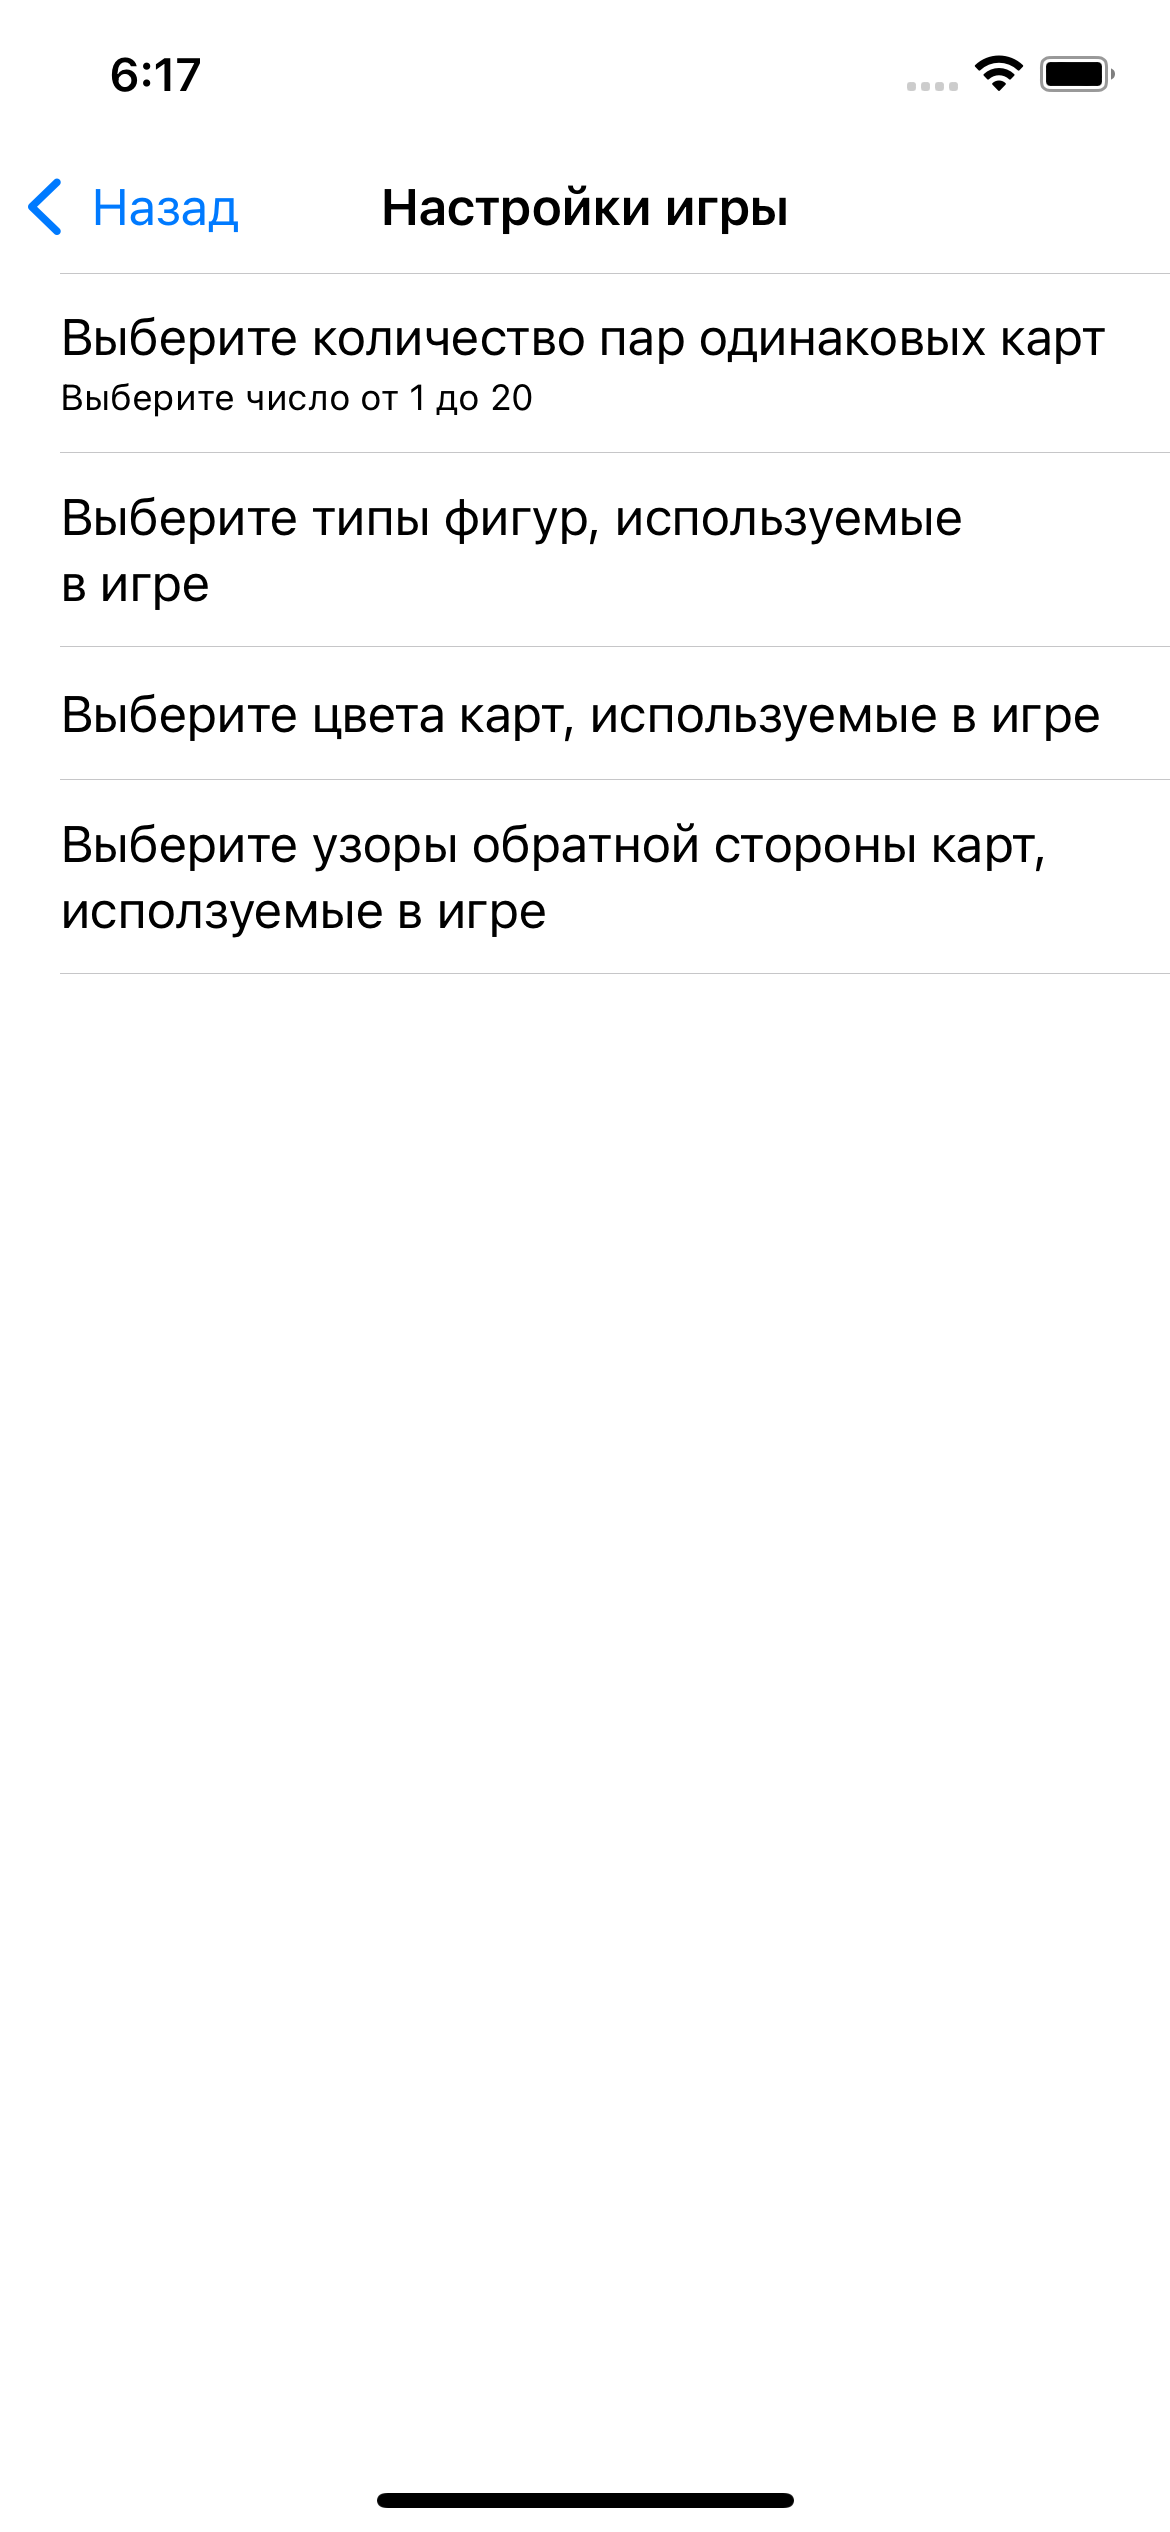 6:17
Назад
Настройки игры
Выберите количество пар одинаковых карт
Выберите число от 1 до 20
Выберите типы фигур, используемые
в игре
Выберите цвета карт, используемые в игре
Выберите узоры обратной стороны карт,
исползуемые в игре